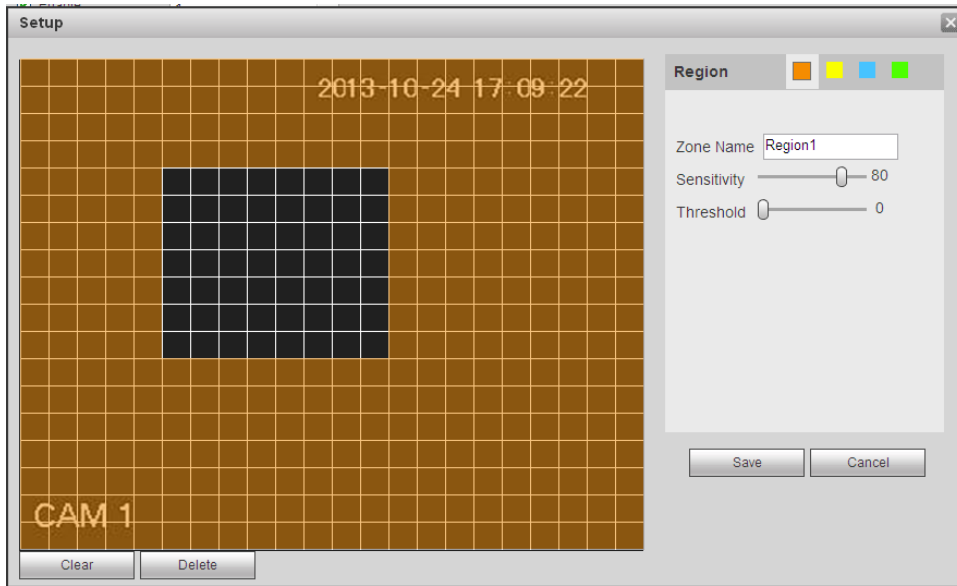 Setup
2013-10-24 17:09:22
Region
Zone Name Region1
Sensitivity 80
Threshold 0
Save Cancel
CAM 1
Clear Delete